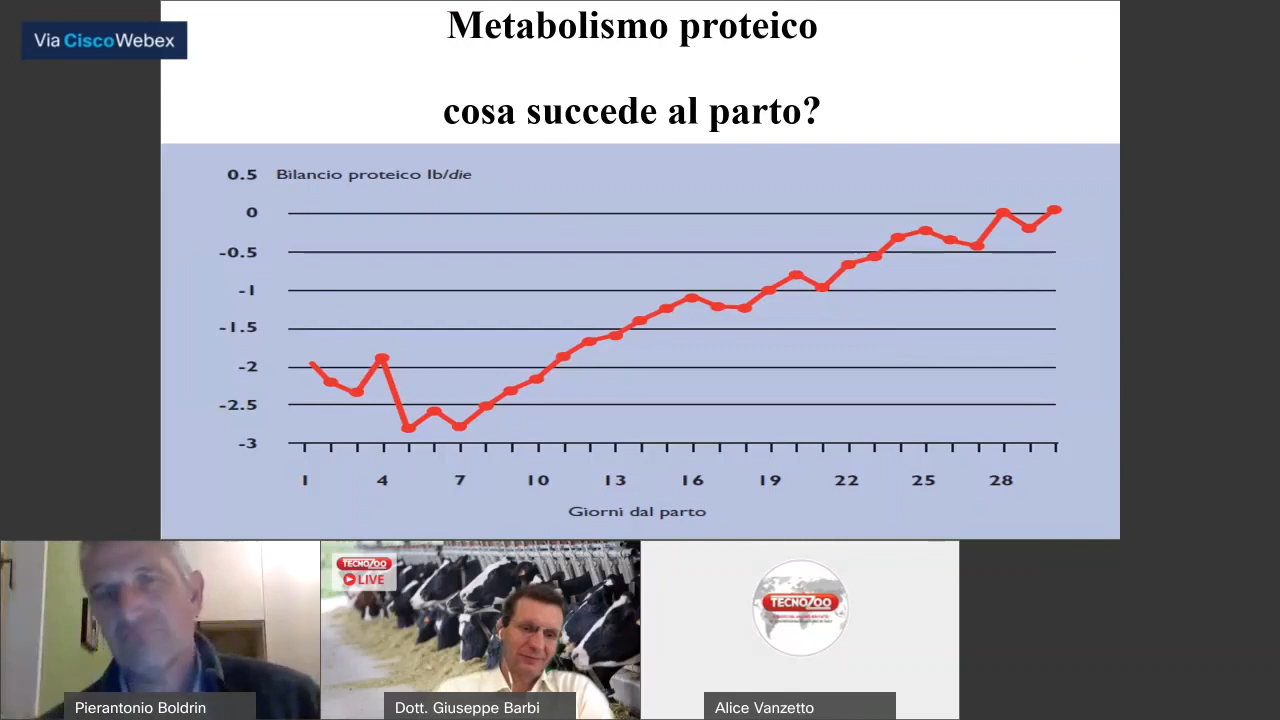 Via Cisco Webex
Metabolismo proteico
cosa succede al parto?
0.5 Bilancio proteico lb/die
0
-0.5
-1
-1.5
-2
-2.5
-3
1 4 7 10 13 16 19 22 25 28
Giorni dal parto
TECNOZOO
LIVE
TECNOZOO
Pierantonio Boldrin
Dott. Giuseppe Barbi
Alice Vanzetto